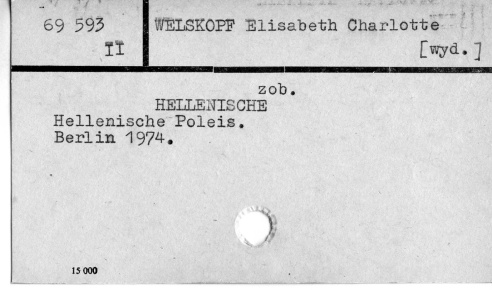 69 593
II
WELSKOPF Elisabeth Charlotte
[wyd.]
zob.
HELLENISCHE
Hellenische Poleis.
Berlin 1974.
15 000